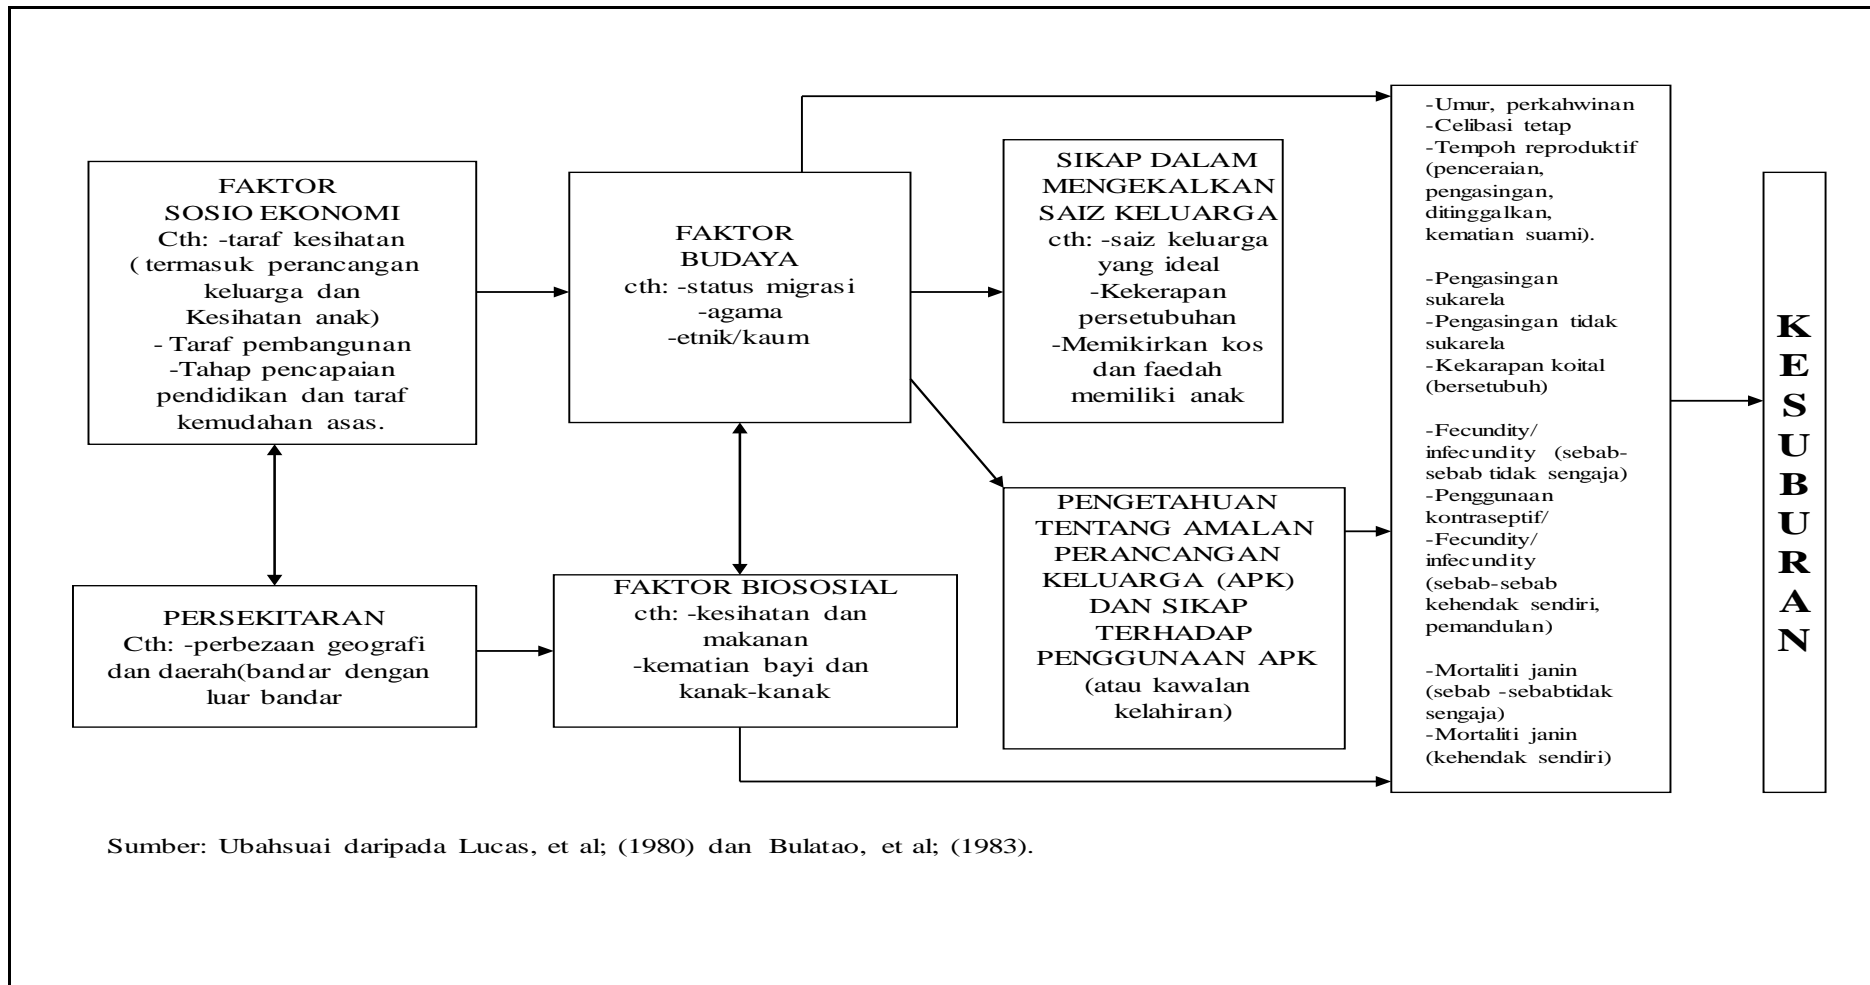 FAKTOR
SOSIO EKONOMI
Cth: -taraf kesihatan
( termasuk perancangan
keluarga dan
Kesihatan anak)
- Taraf pembangunan
-Tahap pencapaian
pendidikan dan taraf
kemudahan asas.
PERSEKITARAN
Cth: -perbezaan geografi
dan daerah(bandar dengan
luar bandar
FAKTOR
BUDAYA
cth: -status migrasi
-agama
-etnik/kaum
FAKTOR BIOSOSIAL
cth: -kesihatan dan
makanan
-kematian bayi dan
kanak-kanak
SIKAP DALAM
MENGEKALKAN
SAIZ KELUARGA
cth: -saiz keluarga
yang ideal
-Kekerapan
persetubuhan
-Memikirkan kos
dan faedah
memiliki anak
PENGETAHUAN
TENTANG AMALAN
PERANCANGAN
KELUARGA (APK)
DAN SIKAP
TERHADAP
PENGGUNAAN APK
(atau kawalan
kelahiran)
-Umur, perkahwinan
-Celibasi tetap
-Tempoh reproduktif
(penceraian,
pengasingan,
ditinggalkan,
kematian suami).
-Pengasingan
sukarela
-Pengasingan tidak
sukarela
-Kekarapan koital
(bersetubuh)
-Fecundity/
infecundity (sebab-
sebab tidak sengaja)
-Penggunaan
kontraseptif/
-Fecundity/
infecundity
(sebab-sebab
kehendak sendiri,
pemandulan)
-Mortaliti janin
(sebab -sebabtidak
sengaja)
-Mortaliti janin
(kehendak sendiri)
KESUBURAN
Sumber: Ubahsuai daripada Lucas, et al; (1980) dan Bulatao, et al; (1983).